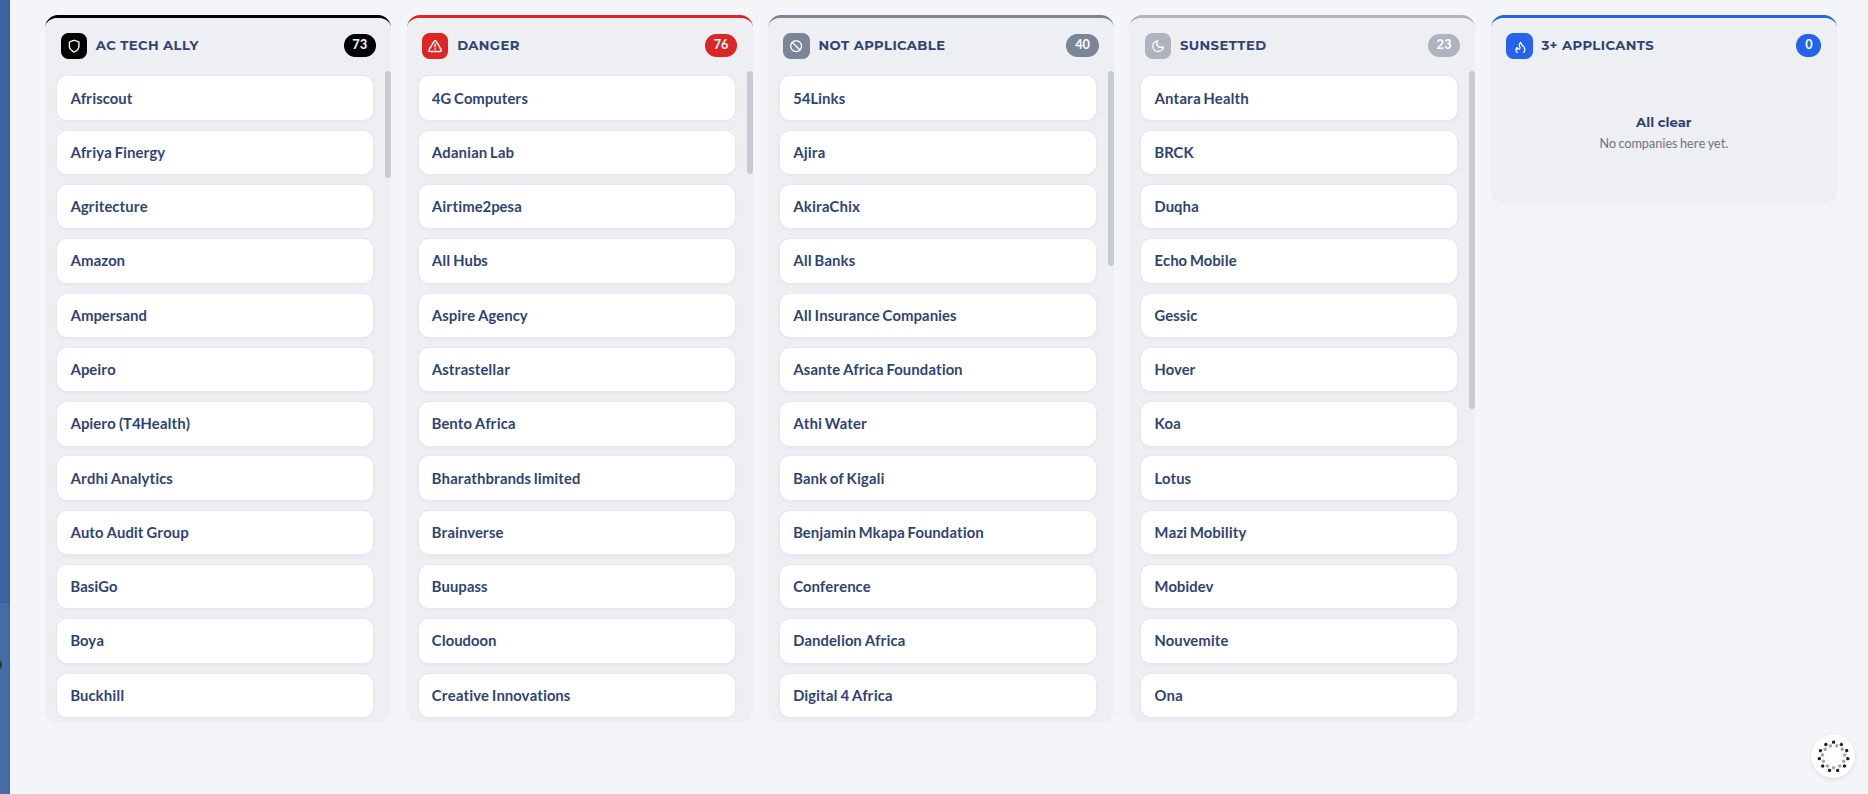 AC TECH ALLY 73
Afriscout
Afriya Finergy
Agritecture
Amazon
Ampersand
Apeiro
Apiero (T4Health)
Ardhi Analytics
Auto Audit Group
BasiGo
Boya
Buckhill
DANGER 76
4G Computers
Adanian Lab
Airtime2pesa
All Hubs
Aspire Agency
Astrastellar
Bento Africa
Bharathbrands limited
Brainverse
Buupass
Cloudoon
Creative Innovations
NOT APPLICABLE 40
54Links
Ajira
AkiraChix
All Banks
All Insurance Companies
Asante Africa Foundation
Athi Water
Bank of Kigali
Benjamin Mkapa Foundation
Conference
Dandelion Africa
Digital 4 Africa
SUNSETTED 23
Antara Health
BRCK
Duqha
Echo Mobile
Gessic
Hover
Koa
Lotus
Mazi Mobility
Mobidev
Nouvemite
Ona
3+ APPLICANTS 0
All clear
No companies here yet.